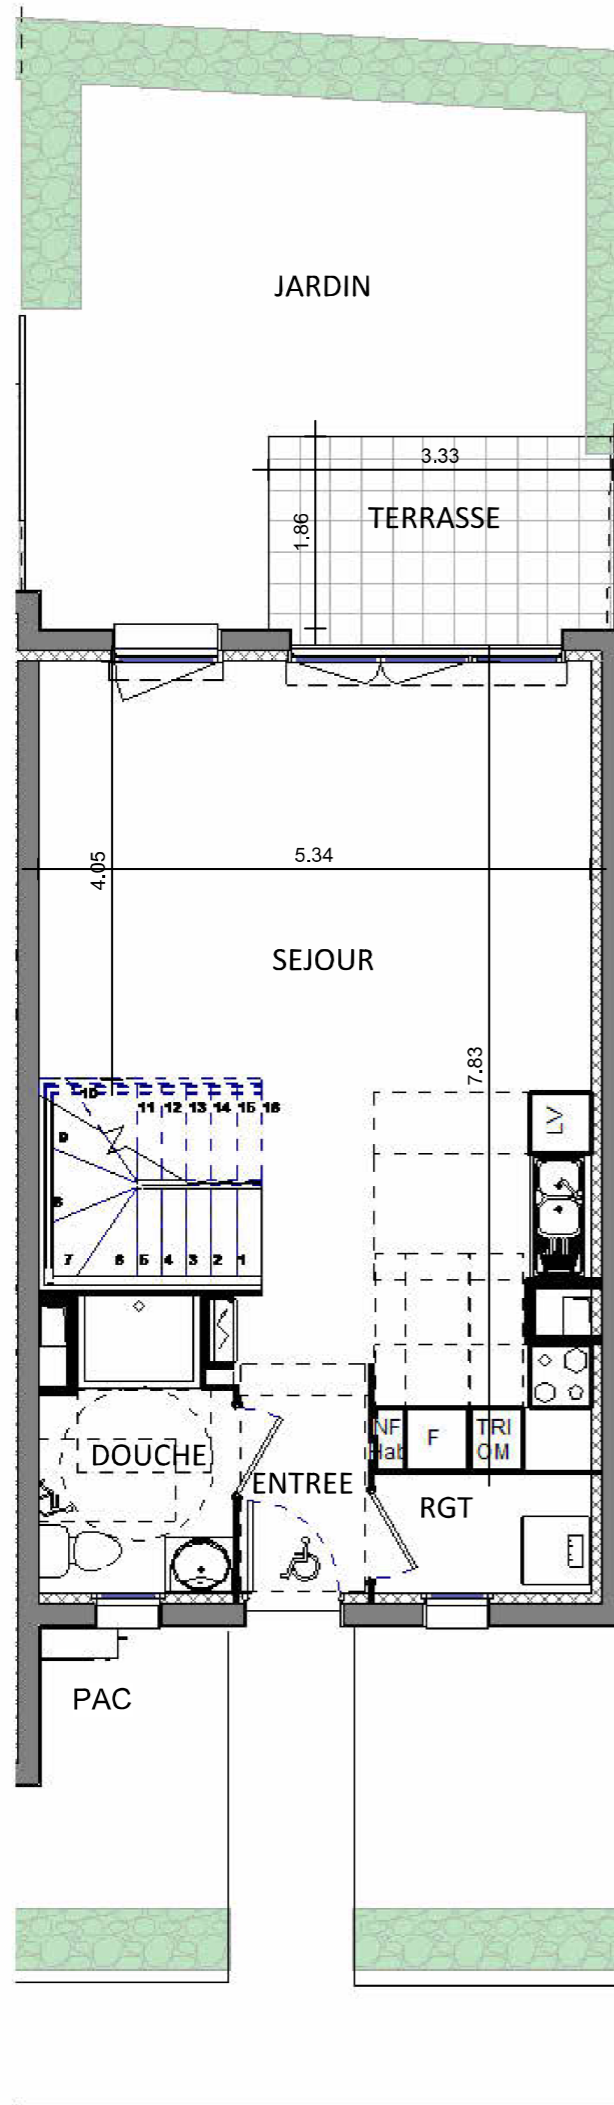 JARDIN
3.33
1.86
TERRASSE
4.05
5.34
SEJOUR
7.83
10
11 12 13 14 15 16
LV
9
8
7 6 5 4 3 2 1
NF
Hab
F
TRI
OM
DOUCHE
ENTREE
RGT
PAC